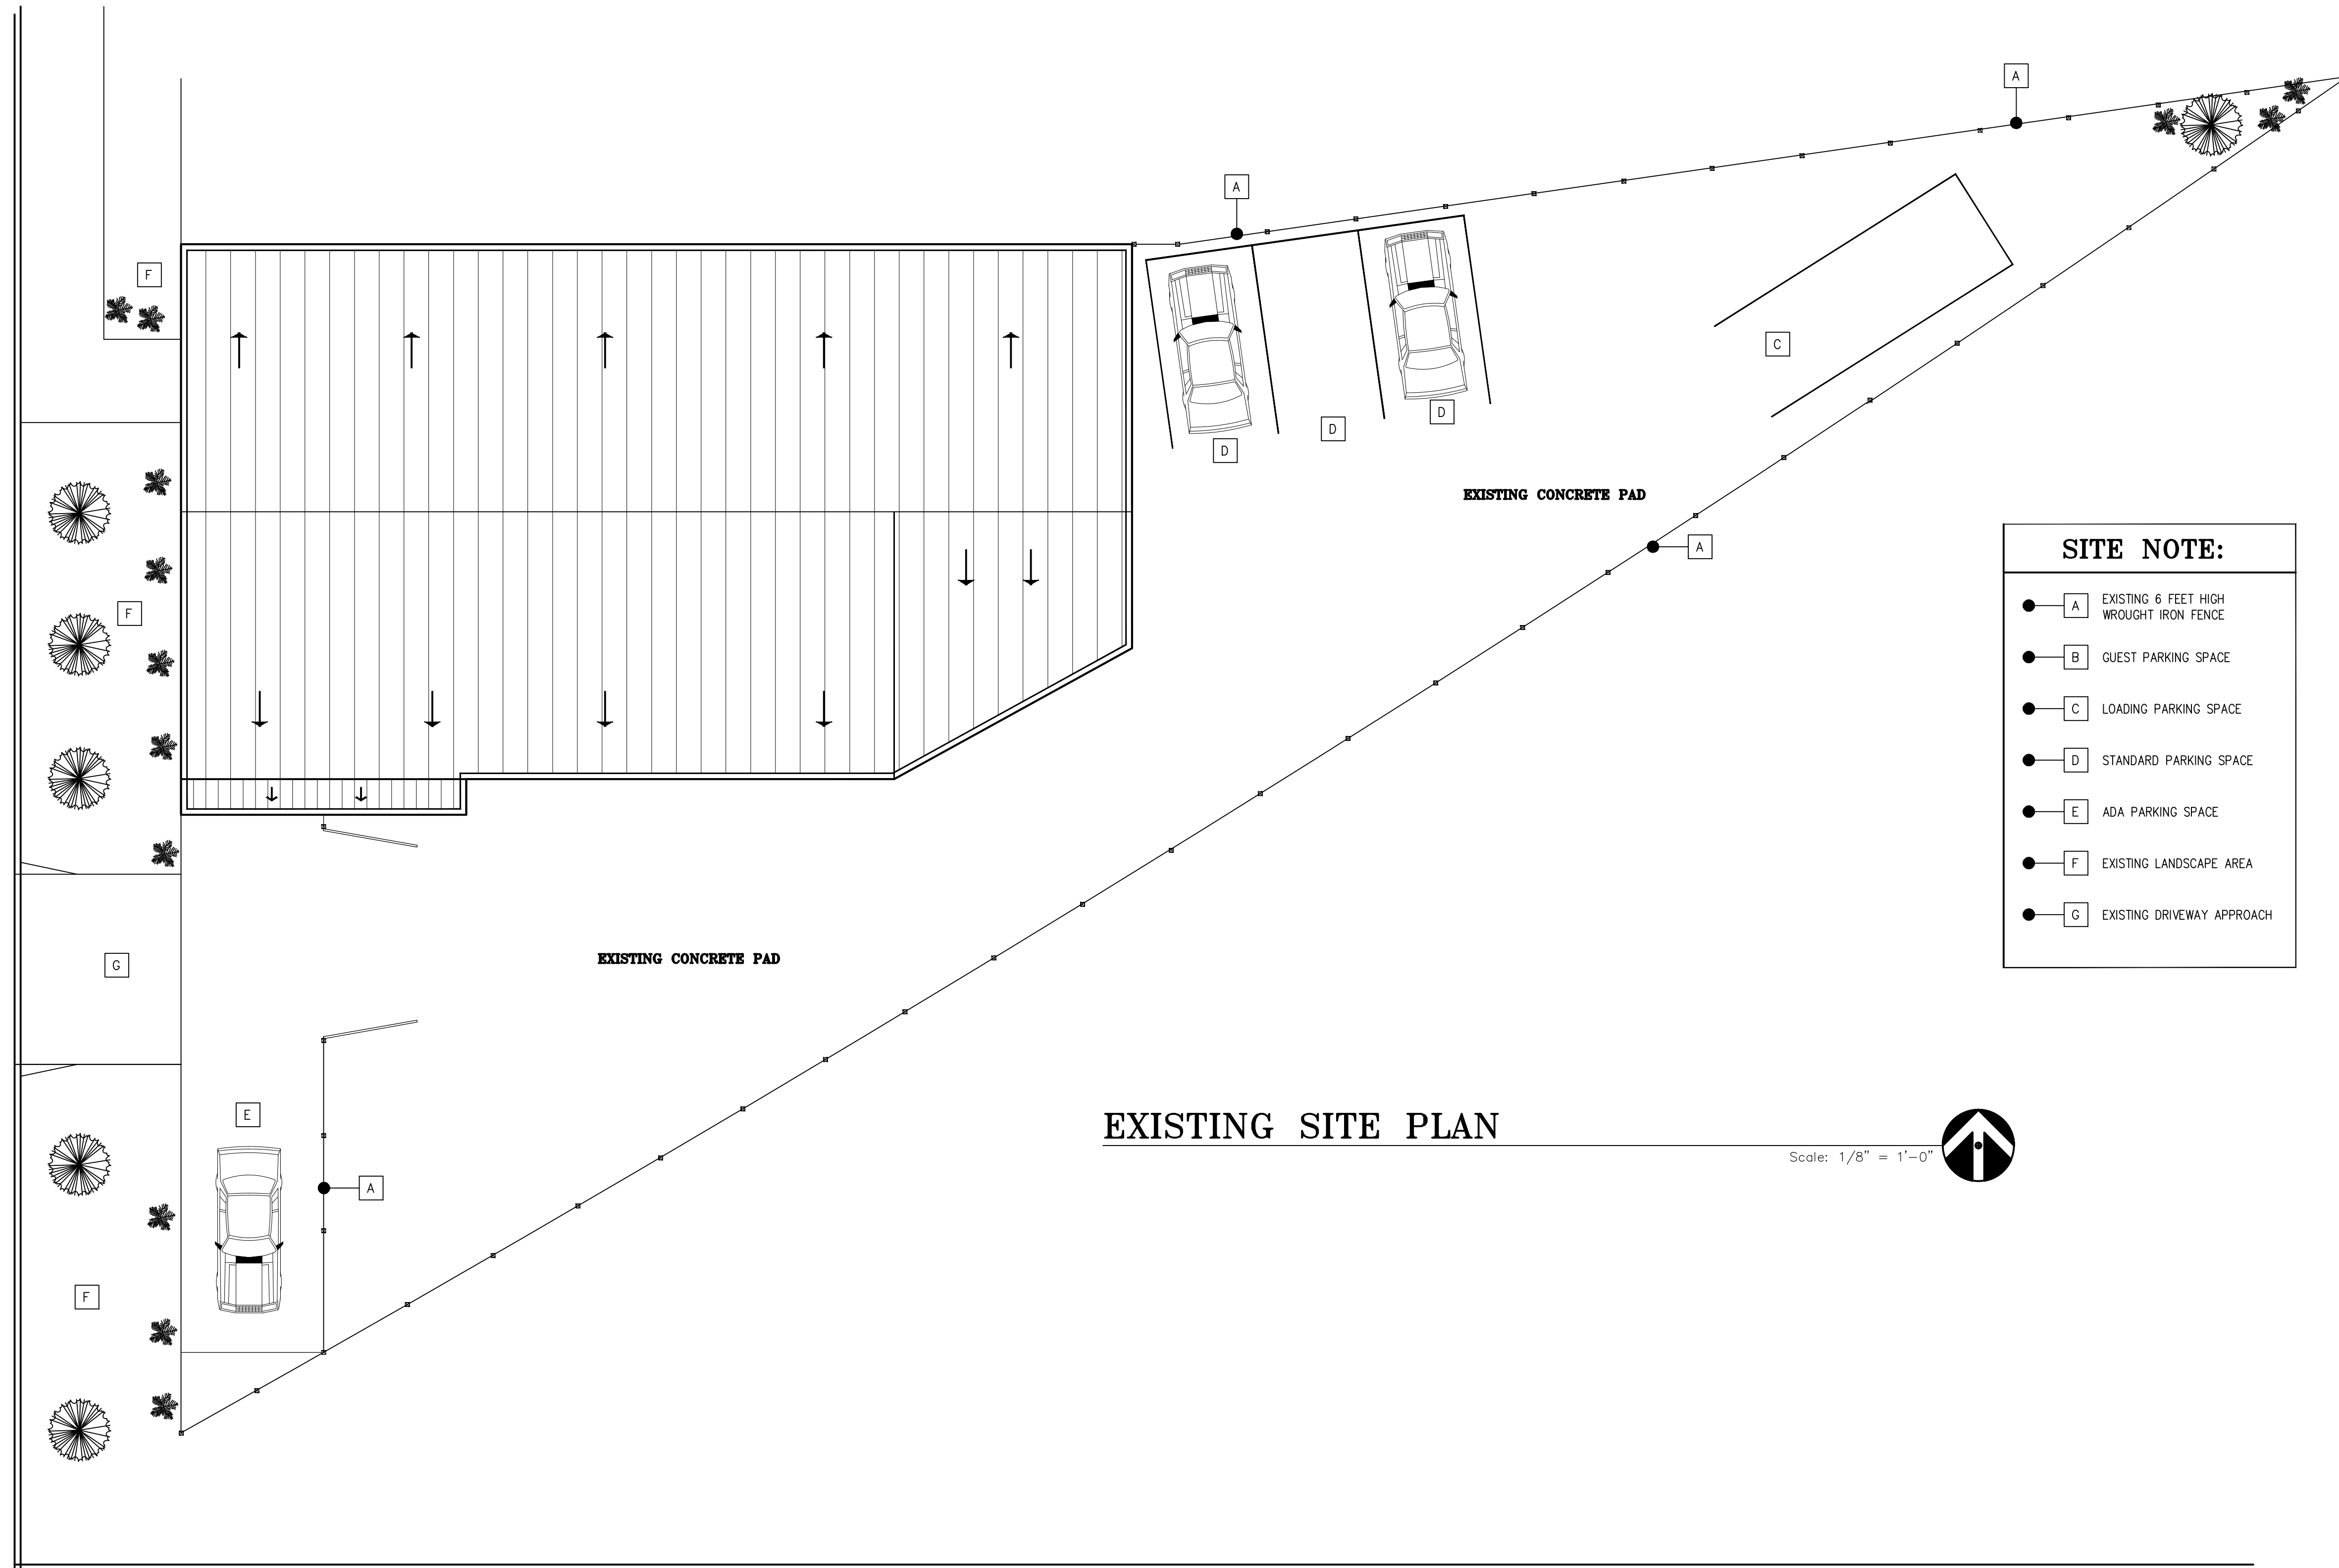 A
A
F
C
D
D
D
EXISTING CONCRETE PAD
A
SITE NOTE:
A EXISTING 6 FEET HIGH
WROUGHT IRON FENCE
B GUEST PARKING SPACE
C LOADING PARKING SPACE
D STANDARD PARKING SPACE
E ADA PARKING SPACE
F EXISTING LANDSCAPE AREA
G EXISTING DRIVEWAY APPROACH
F
EXISTING CONCRETE PAD
G
E
EXISTING SITE PLAN
Scale: 1/8" = 1'-0"
A
F